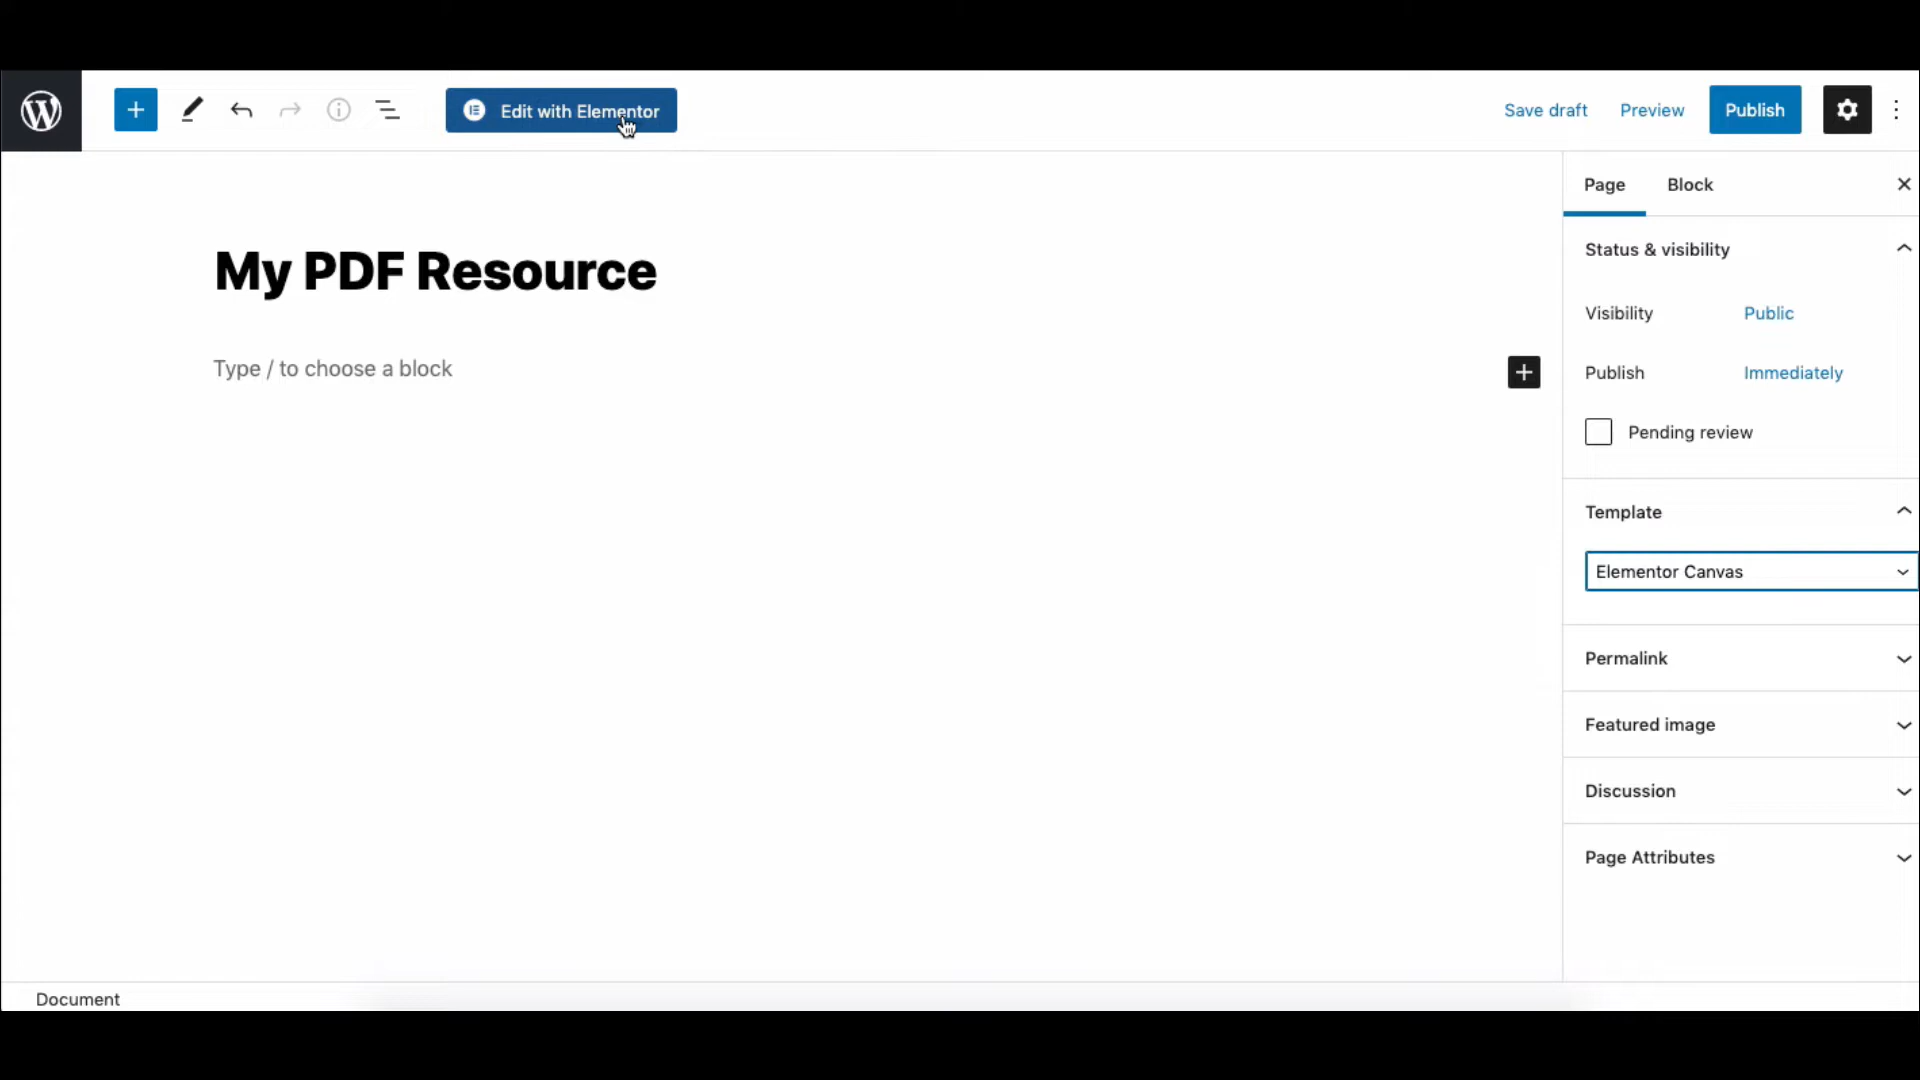 Edit with Elementor
Save draft
Preview
Publish
Page
Block
My PDF Resource
Type / to choose a block
Status & visibility
Visibility
Public
Publish
Immediately
Pending review
Template
Elementor Canvas
Permalink
Featured image
Discussion
Page Attributes
Document